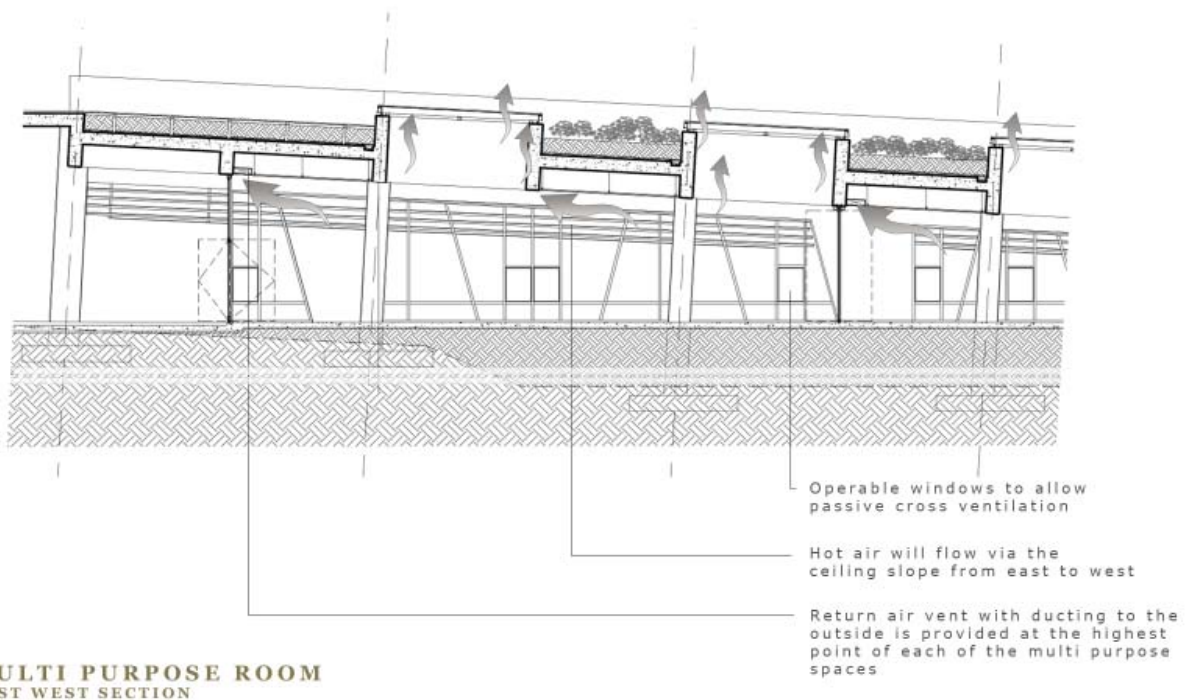 Operable windows to allow
passive cross ventilation
Hot air will flow via the
ceiling slope from east to west
Return air vent with ducting to the
outside is provided at the highest
point of each of the multi purpose
spaces
ULTI PURPOSE ROOM
ST WEST SECTION